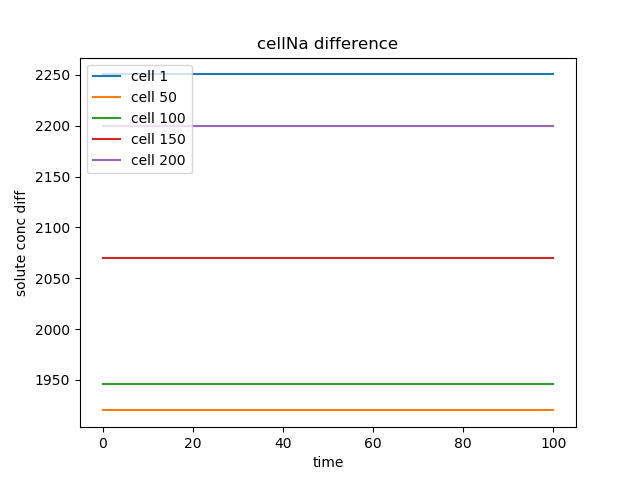 cellNa difference
solute conc diff
2250
2200
2150
2100
2050
2000
1950
cell 1
cell 50
cell 100
cell 150
cell 200
0 20 40 60 80 100
time